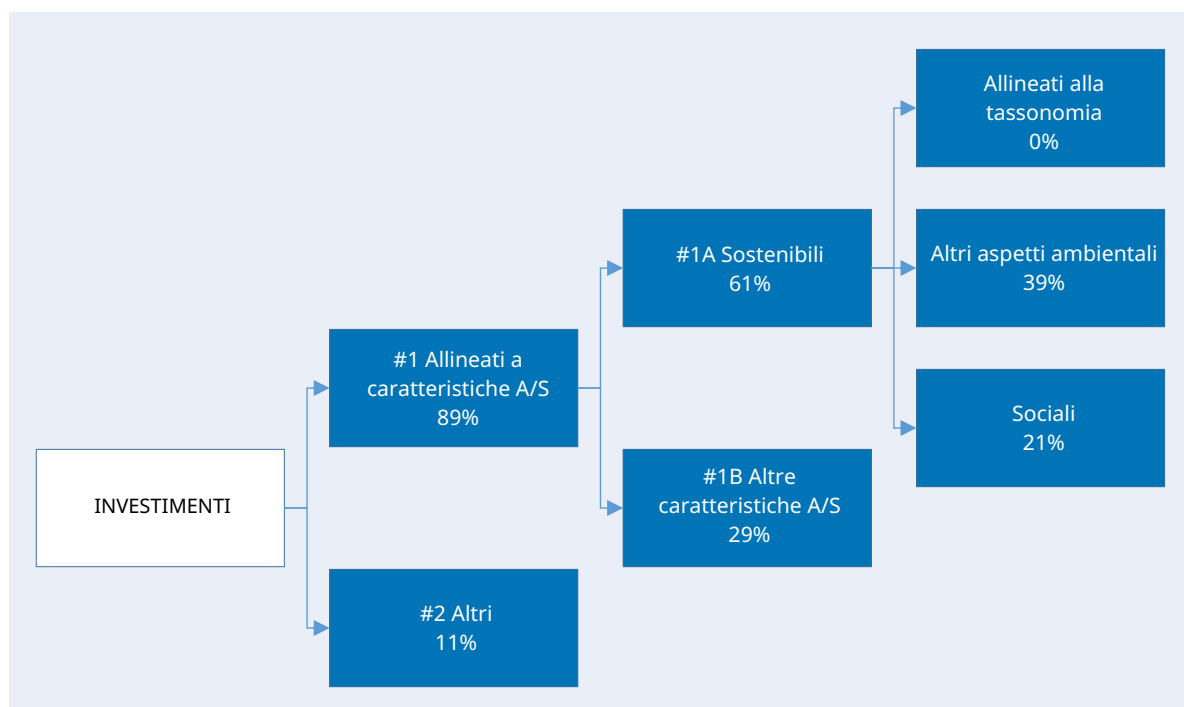 INVESTIMENTI
#1 Allineati a
caratteristiche A/S
89%
#2 Altri
11%
#1A Sostenibili
61%
#1B Altre
caratteristiche A/S
29%
Allineati alla
tassonomia
0%
Altri aspetti ambientali
39%
Sociali
21%